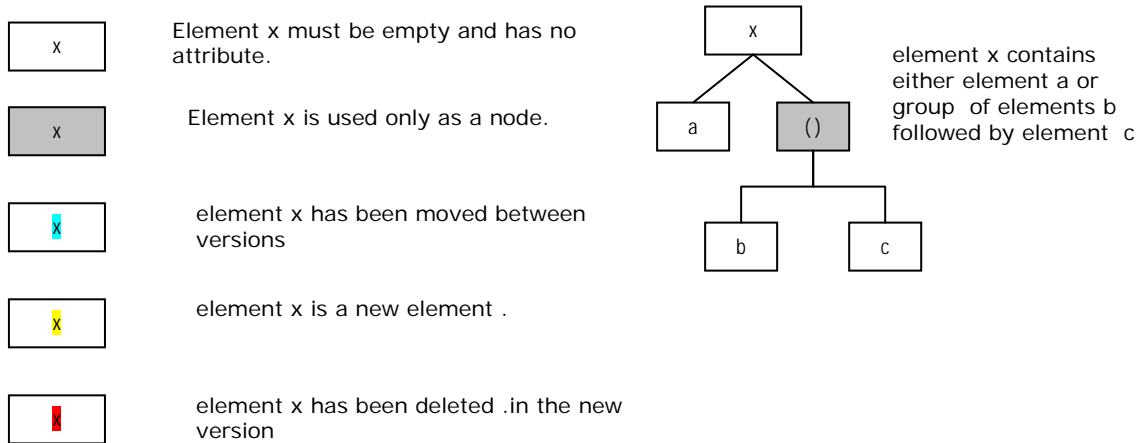 x
Element x must be empty and has no
attribute.
x
Element x is used only as a node.
x
element x has been moved between
versions
x
element x is a new element .
x
element x has been deleted .in the new
version
x
a
()
b
c
element x contains
either element a or
group of elements b
followed by element c